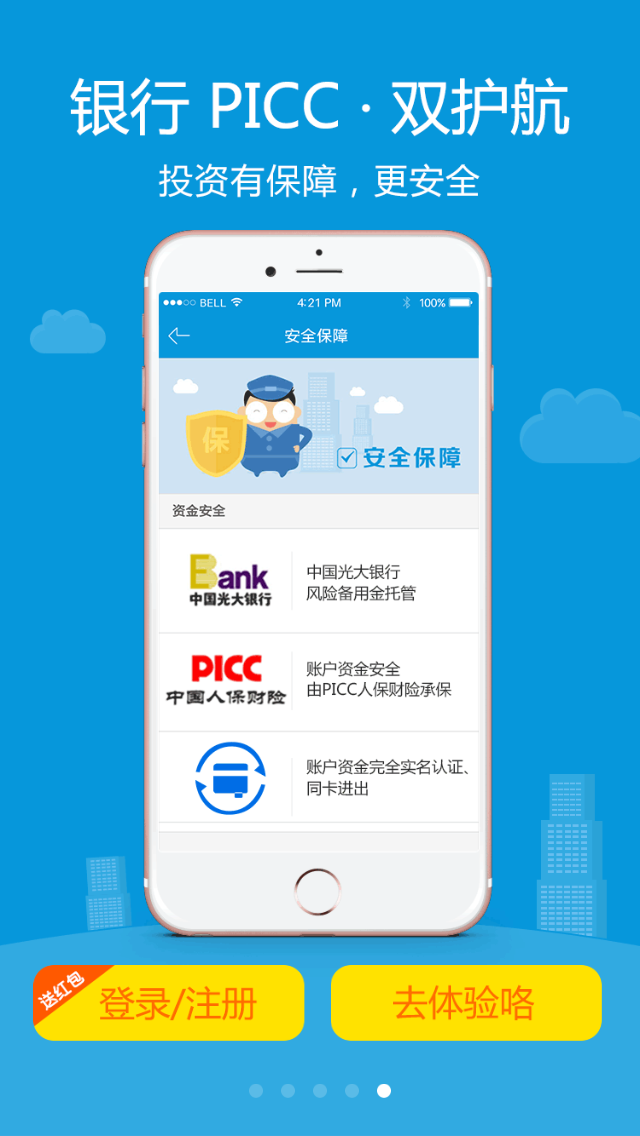 银行 PICC · 双护航
投资有保障，更安全
BELL
4:21 PM
100%
安全保障
保
安全保障
资金安全
Bank
中国光大银行
中国光大银行
风险备用金托管
PICC
中国人保财险
账户资金安全
由PICC人保财险承保
账户资金完全实名认证、
同卡进出
送红包
登录/注册
去体验咯